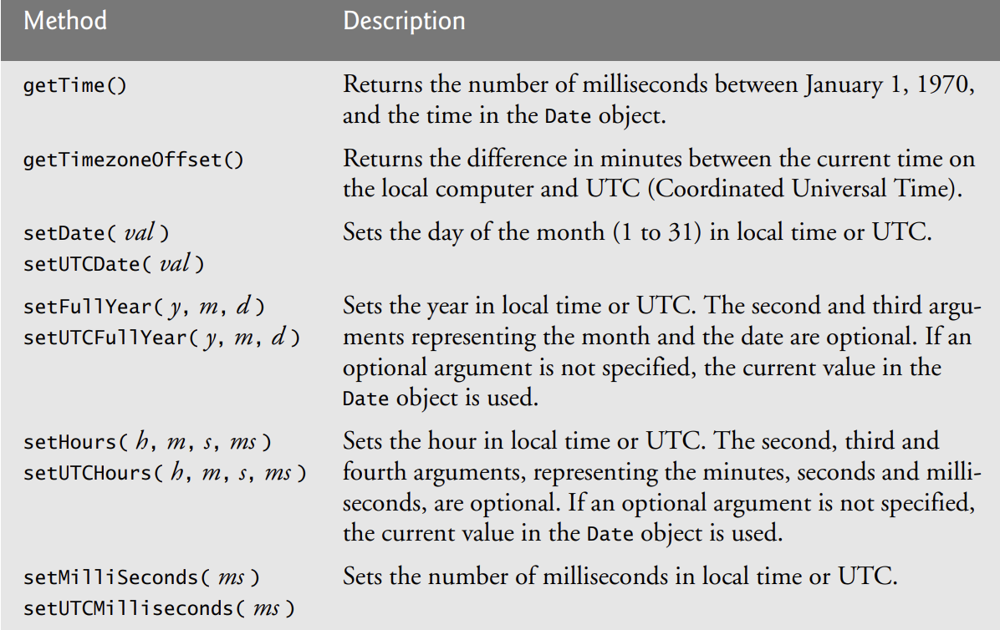 Method Description
getTime() Returns the number of milliseconds between January 1, 1970,
and the time in the Date object.
getTimezoneOffset() Returns the difference in minutes between the current time on
the local computer and UTC (Coordinated Universal Time).
setDate( val ) Sets the day of the month (1 to 31) in local time or UTC.
setUTCDate( val )
setFullYear( y, m, d ) Sets the year in local time or UTC. The second and third argu-
setUTCFullYear( y, m, d ) ments representing the month and the date are optional. If an
optional argument is not specified, the current value in the
Date object is used.
setHours( h, m, s, ms ) Sets the hour in local time or UTC. The second, third and
setUTCHours( h, m, s, ms ) fourth arguments, representing the minutes, seconds and milli-
seconds, are optional. If an optional argument is not specified,
the current value in the Date object is used.
setMilliSeconds( ms ) Sets the number of milliseconds in local time or UTC.
setUTCMilliseconds( ms )